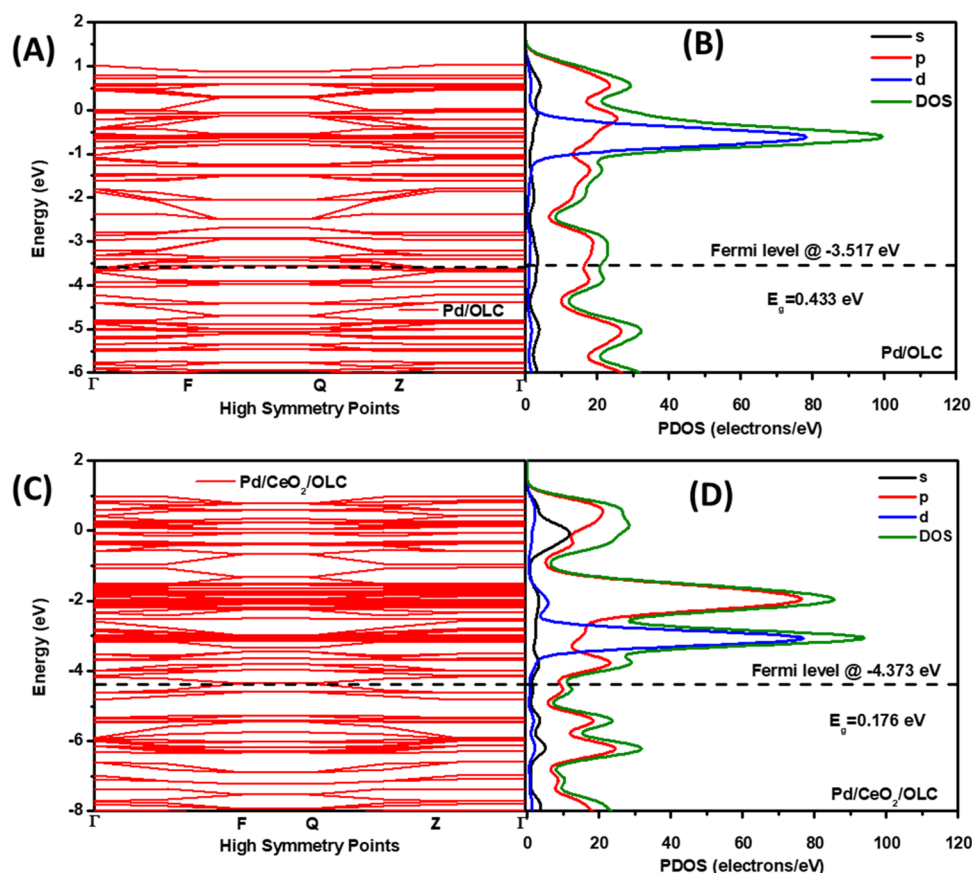 (A)
2
1
0
-1
-2
-3
-4
-5
-6
Energy (eV)
Pd/OLC
Γ F Q Z Γ
High Symmetry Points
(B)
s
p
d
DOS
Fermi level @ -3.517 eV
Eg=0.433 eV
Pd/OLC
0 20 40 60 80 100 120
PDOS (electrons/eV)
(C)
2
0
-2
-4
-6
-8
Energy (eV)
Pd/CeO2/OLC
Γ F Q Z Γ
High Symmetry Points
(D)
s
p
d
DOS
Fermi level @ -4.373 eV
Eg=0.176 eV
Pd/CeO2/OLC
0 20 40 60 80 100 120
PDOS (electrons/eV)